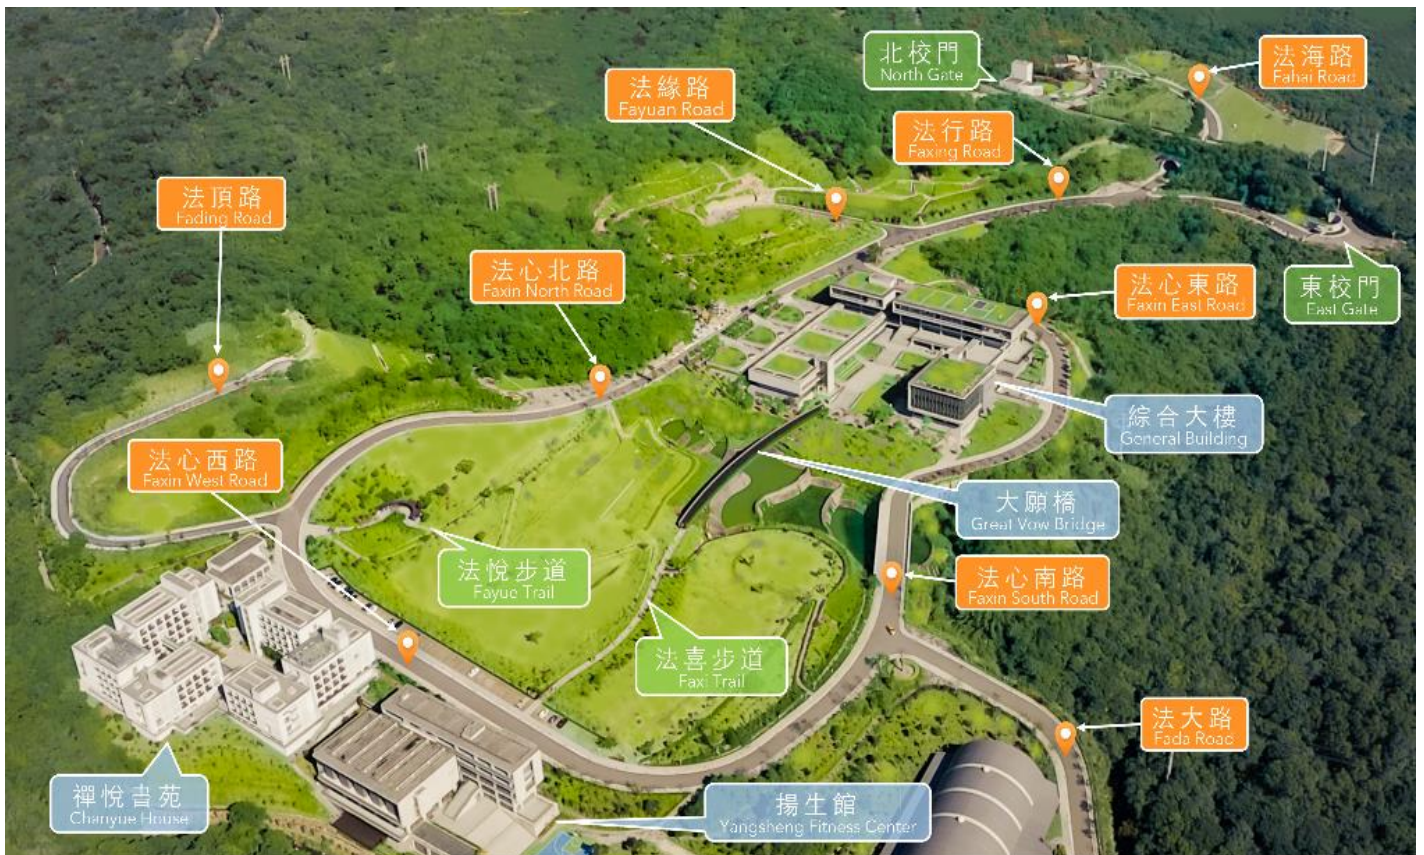 北校門
North Gate
法海路
Fahai Road
法緣路
Fayuan Road
法行路
Faxing Road
法頂路
Fading Road
法心北路
Faxin North Road
法心東路
Faxin East Road
東校門
East Gate
綜合大樓
General Building
法心西路
Faxin West Road
大願橋
Great Vow Bridge
法悅步道
Fayue Trail
法心南路
Faxin South Road
法喜步道
Faxi Trail
法大路
Fada Road
禪悅書苑
Chanyue House
揚生館
Yangsheng Fitness Center